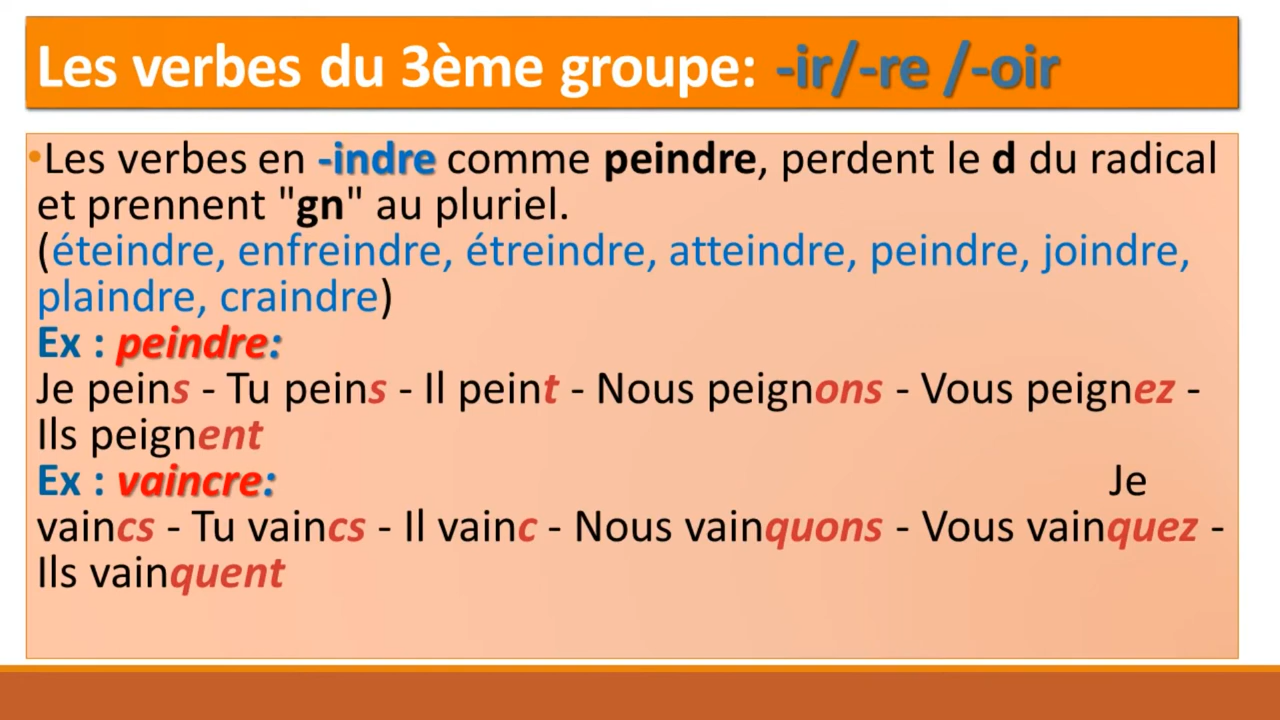 Les verbes du 3ème groupe: -ir/-re /-oir
•Les verbes en -indre comme peindre, perdent le d du radical
et prennent "gn" au pluriel.
(éteindre, enfreindre, étreindre, atteindre, peindre, joindre,
plaindre, craindre)
Ex : peindre:
Je peins - Tu peins - Il peint - Nous peignons - Vous peignez -
Ils peignent
Ex : vaincre: Je
vaincs - Tu vaincs - Il vainc - Nous vainquons - Vous vainquez -
Ils vainquent